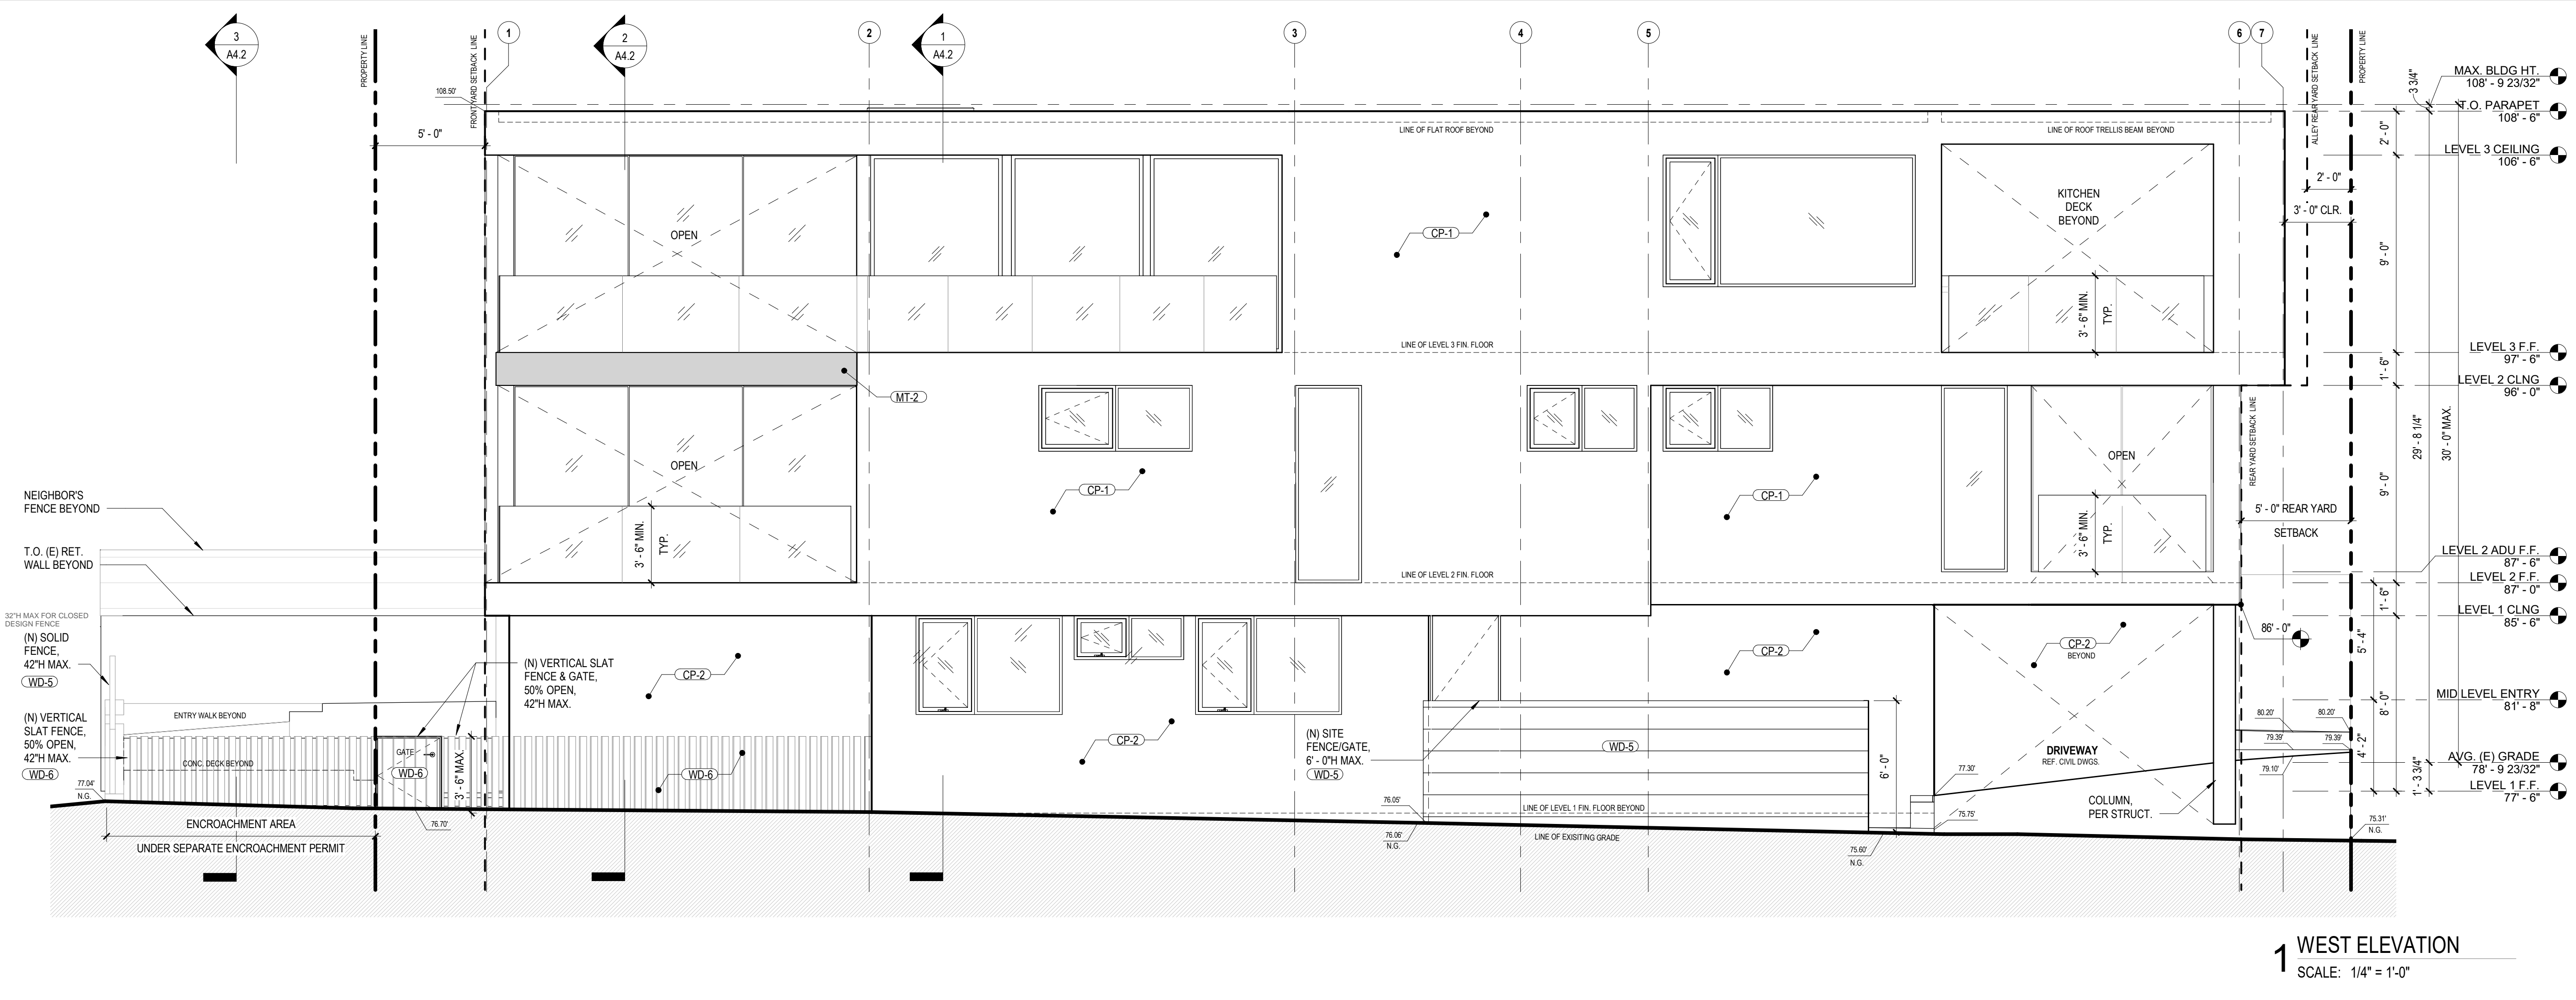 3
A4.2
PROPERTY LINE
FRONT YARD SETBACK LINE
1
2
A4.2
2
1
A4.2
3
4
5
6
7
ALLEY REAR YARD SETBACK LINE
PROPERTY LINE
3 3/4"
MAX. BLDG HT.
108' - 9 23/32"
T.O. PARAPET
108' - 6"
108.50'
5' - 0"
LINE OF FLAT ROOF BEYOND
LINE OF ROOF TRELLIS BEAM BEYOND
2' - 0"
LEVEL 3 CEILING
106' - 6"
2' - 0"
3' - 0" CLR.
OPEN
CP-1
KITCHEN
DECK
BEYOND
9' - 0"
3' - 6" MIN.
TYP.
LINE OF LEVEL 3 FIN. FLOOR
LEVEL 3 F.F.
97' - 6"
1' - 6"
LEVEL 2 CLNG
96' - 0"
MT-2
REAR YARD SETBACK LINE
29' - 8 1/4"
30' - 0" MAX.
OPEN
CP-1
CP-1
OPEN
9' - 0"
NEIGHBOR'S
FENCE BEYOND
3' - 6" MIN.
TYP.
3' - 6" MIN.
TYP.
5' - 0" REAR YARD
SETBACK
T.O. (E) RET.
WALL BEYOND
LINE OF LEVEL 2 FIN. FLOOR
LEVEL 2 ADU F.F.
87' - 6"
LEVEL 2 F.F.
87' - 0"
1' - 6"
LEVEL 1 CLNG
85' - 6"
86' - 0"
5' - 4"
32"H MAX FOR CLOSED
DESIGN FENCE
(N) SOLID
FENCE,
42"H MAX.
WD-5
(N) VERTICAL SLAT
FENCE & GATE,
50% OPEN,
42"H MAX.
CP-2
CP-2
CP-2
BEYOND
MID LEVEL ENTRY
81' - 8"
8' - 0"
(N) VERTICAL
SLAT FENCE,
50% OPEN,
42"H MAX.
WD-6
ENTRY WALK BEYOND
CONC. DECK BEYOND
GATE
WD-6
3' - 6" MAX.
WD-6
CP-2
(N) SITE
FENCE/GATE,
6' - 0"H MAX.
WD-5
WD-5
6' - 0"
DRIVEWAY
REF. CIVIL DWGS.
80.20'
80.20'
79.39'
79.39'
79.10'
4' - 2"
AVG. (E) GRADE
78' - 9 23/32"
1' - 3 3/4"
LEVEL 1 F.F.
77' - 6"
77.04'
N.G.
77.30'
76.05'
LINE OF LEVEL 1 FIN. FLOOR BEYOND
75.75'
COLUMN,
PER STRUCT.
ENCROACHMENT AREA
UNDER SEPARATE ENCROACHMENT PERMIT
76.70'
76.06'
N.G.
LINE OF EXISITING GRADE
75.60'
N.G.
75.31'
N.G.
1 WEST ELEVATION
SCALE: 1/4" = 1'-0"